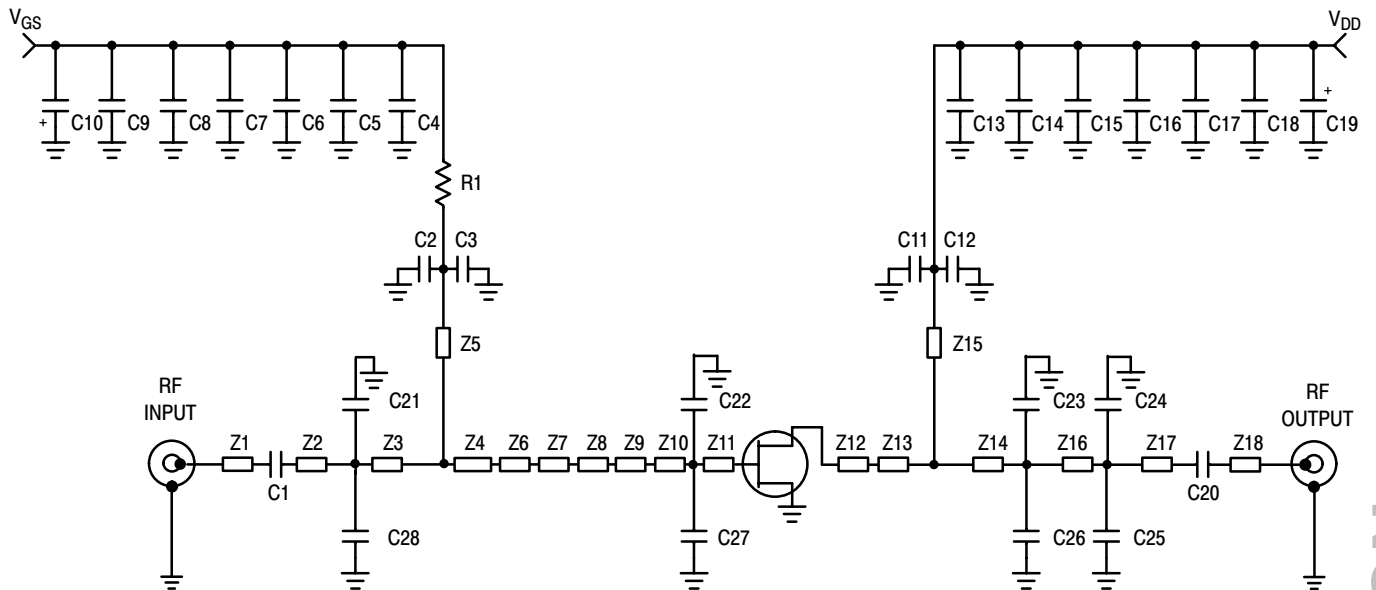 VGS
VDD
+
C10
C9
C8
C7
C6
C5
C4
C13
C14
C15
C16
C17
C18
+
C19
R1
C2
C3
C11
C12
Z5
Z15
RF
INPUT
C21
C22
C23
C24
RF
OUTPUT
Z1
Z2
Z3
Z4
Z6
Z7
Z8
Z9
Z10
Z11
Z12
Z13
Z14
Z16
Z17
Z18
C1
C20
C28
C27
C26
C25